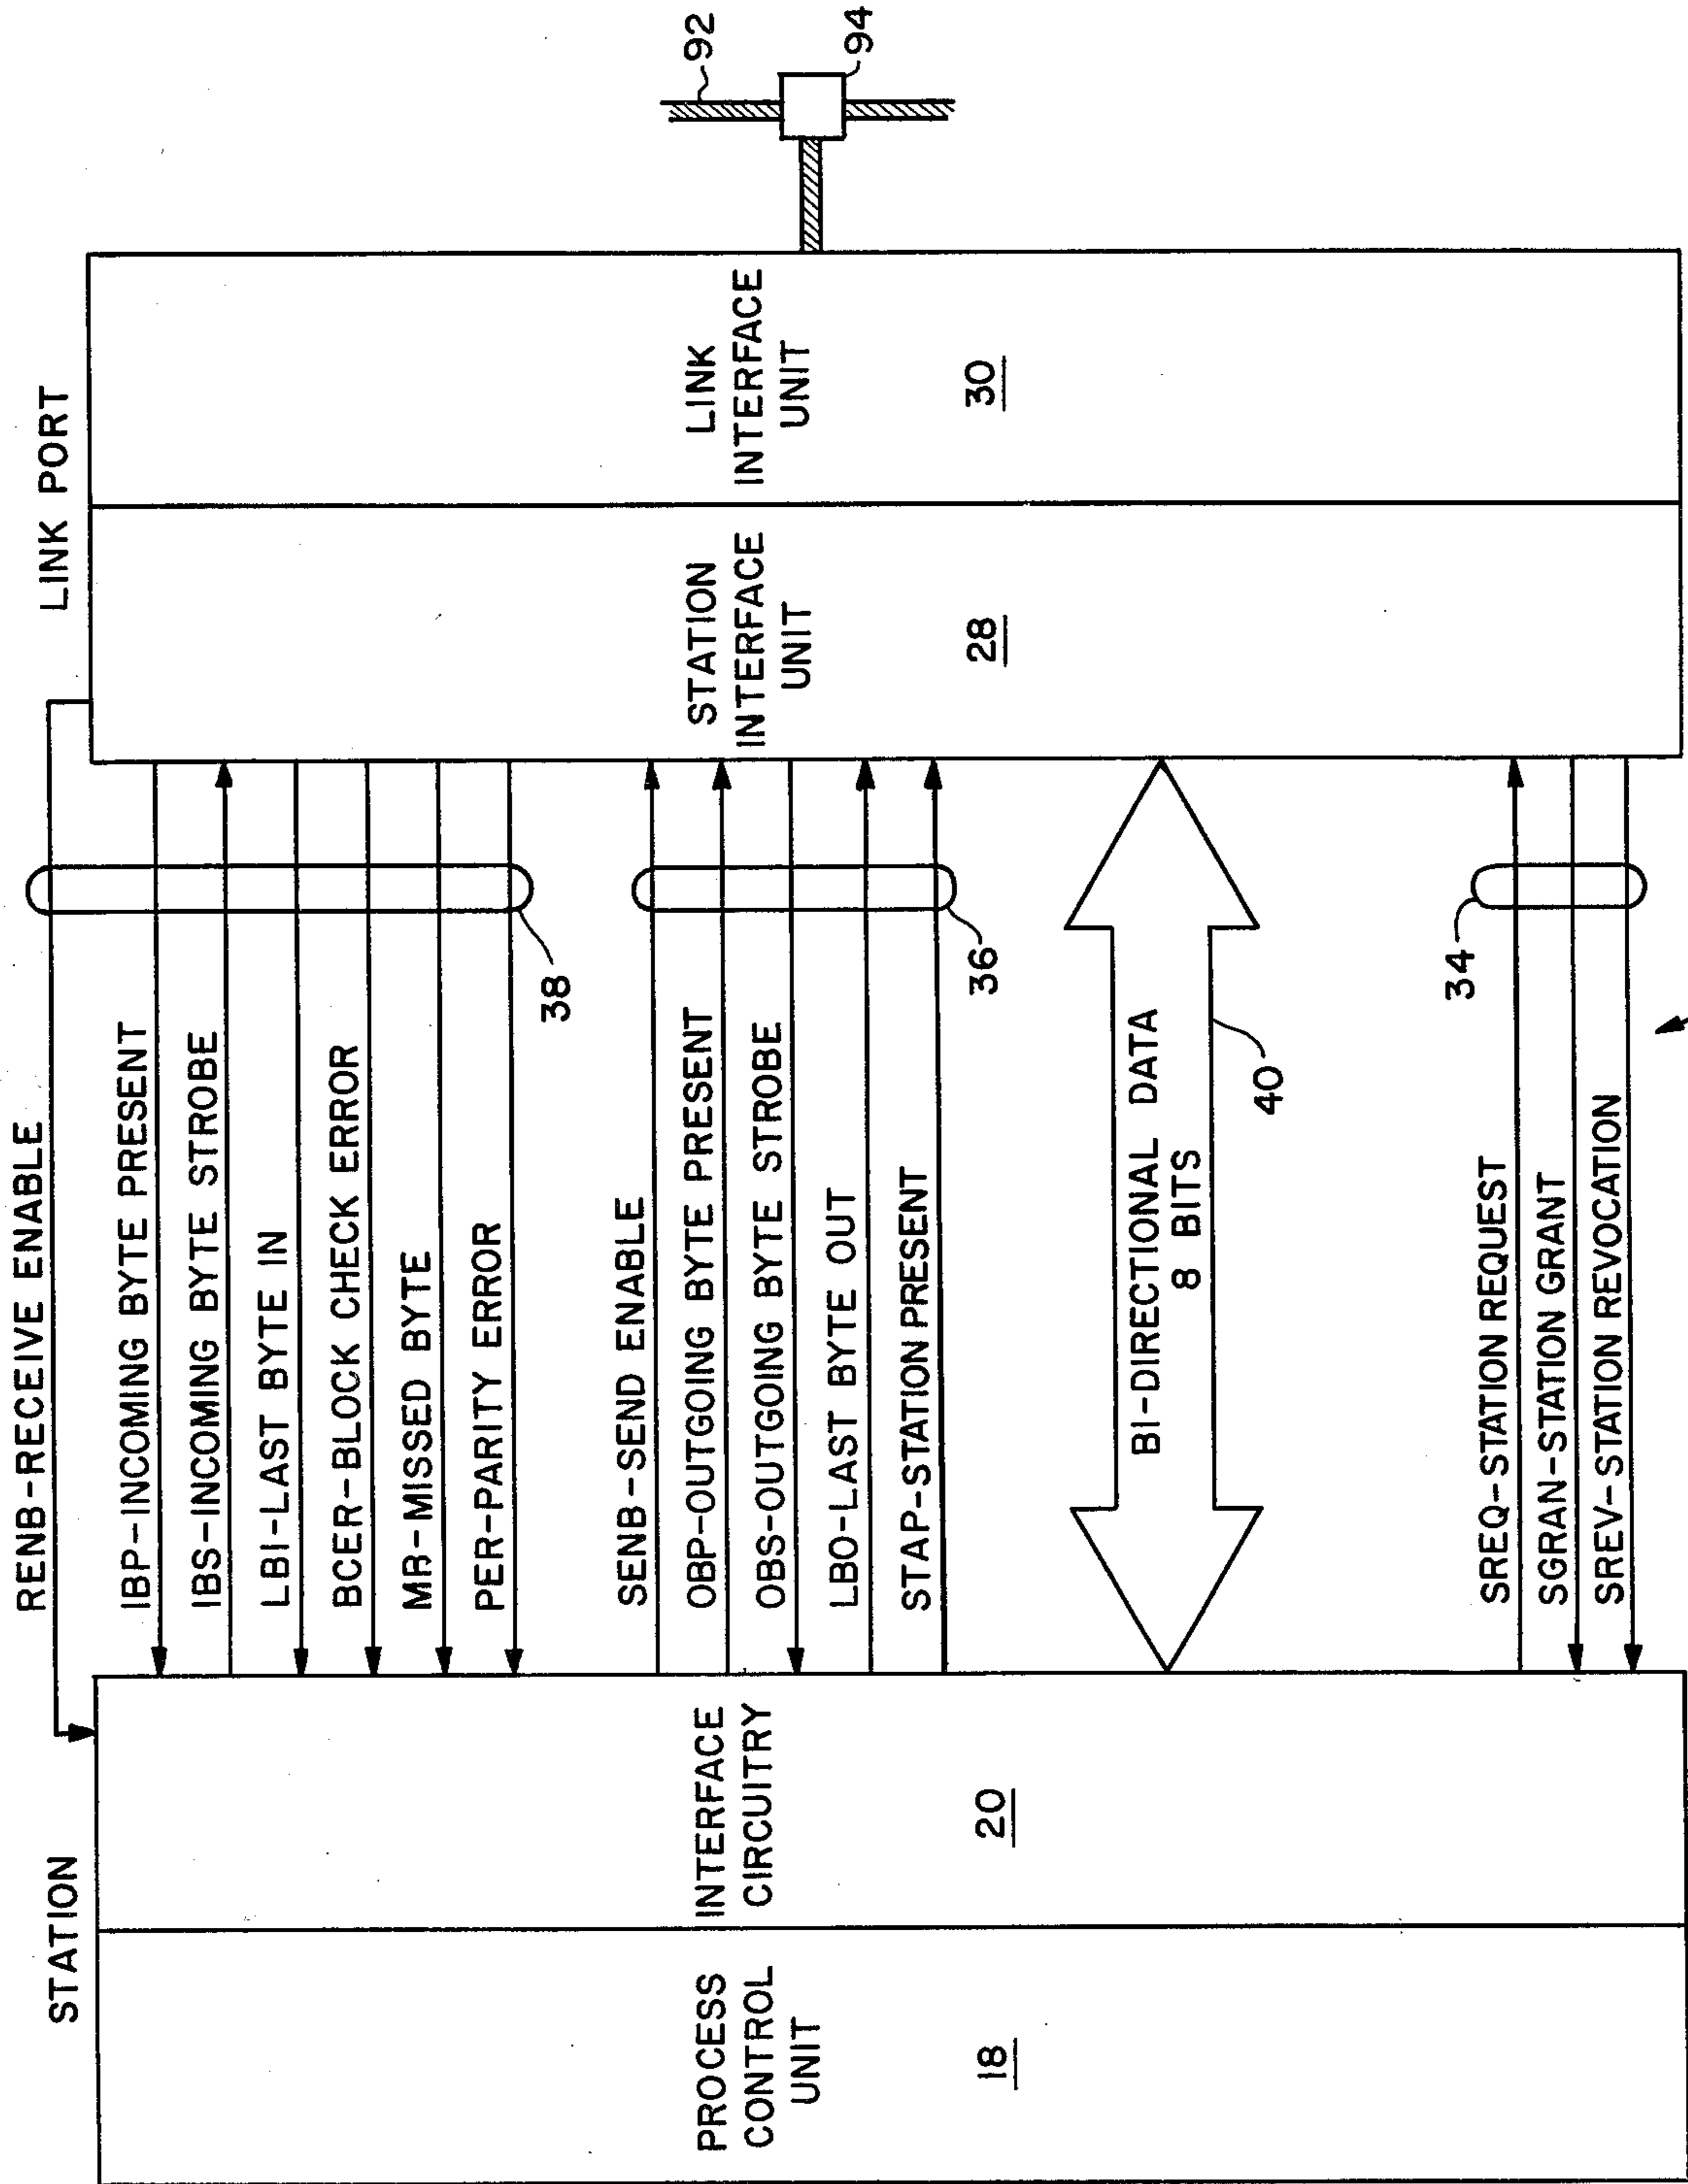 STATION
LINK PORT
RENB-RECEIVE ENABLE
IBP-INCOMING BYTE PRESENT
IBS-INCOMING BYTE STROBE
LBI-LAST BYTE IN
BCER-BLOCK CHECK ERROR
MR-MISSED BYTE
PER-PARITY ERROR
38
SENB-SEND ENABLE
OBP-OUTGOING BYTE PRESENT
OBS-OUTGOING BYTE STROBE
LBO-LAST BYTE OUT
STAP-STATION PRESENT
36
BI-DIRECTIONAL DATA
8 BITS
40
34
SREQ-STATION REQUEST
SGRAN-STATION GRANT
SREV-STATION REVOCATION
PROCESS
CONTROL
UNIT
18
INTERFACE
CIRCUITRY
20
STATION
INTERFACE
UNIT
28
LINK
INTERFACE
UNIT
30
92
94